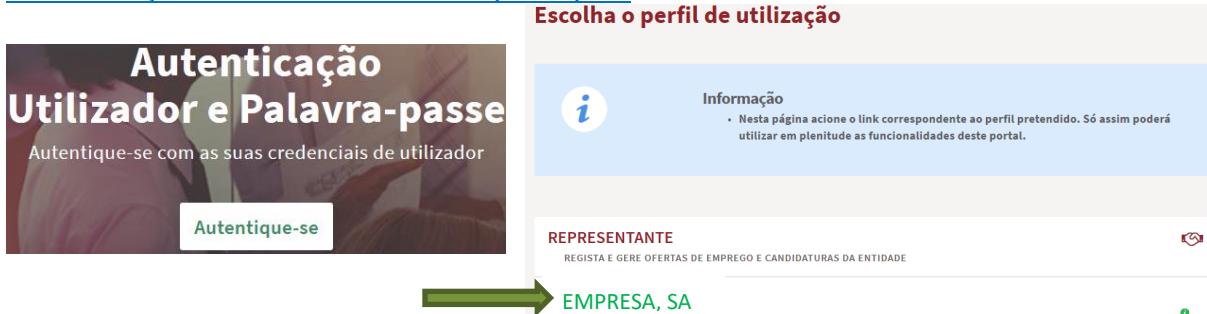 Autenticação
Utilizador e Palavra-passe
Autentique-se com as suas credenciais de utilizador
Autentique-se
Escolha o perfil de utilização
Informação
• Nesta página acione o link correspondente ao perfil pretendido. Só assim poderá
utilizar em plenitude as funcionalidades deste portal.
REPRESENTANTE
REGISTA E GERE OFERTAS DE EMPREGO E CANDIDATURAS DA ENTIDADE
EMPRESA, SA